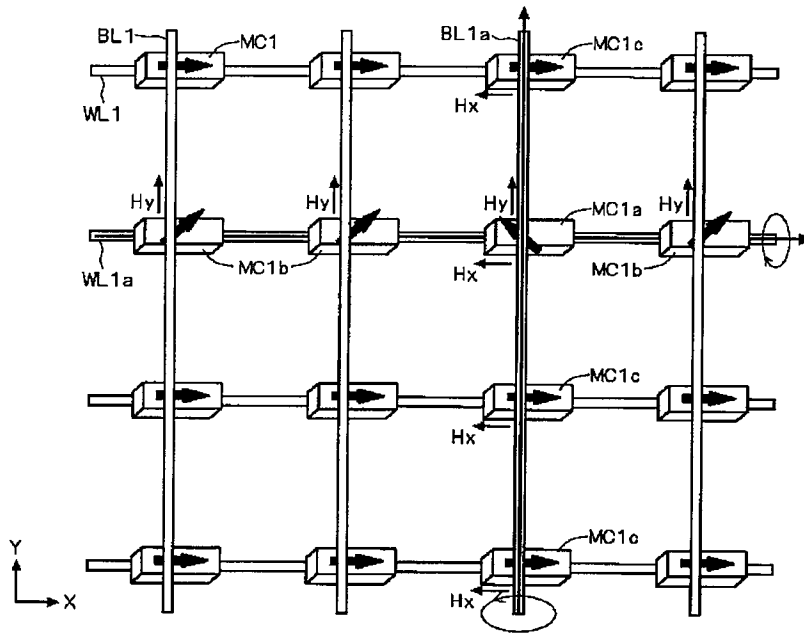 BL1 MC1 BL1a MC1c
WL1 Hx
Hy Hy Hy MC1a Hy
WL1a MC1b Hx MC1b
MC1c
Hx
MC1c
Y
X Hx